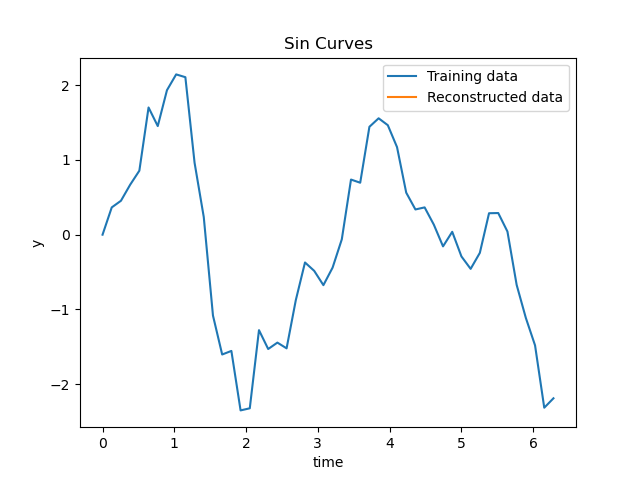 Sin Curves
Training data
Reconstructed data
2
1
0
−1
−2
y
0 1 2 3 4 5 6
time